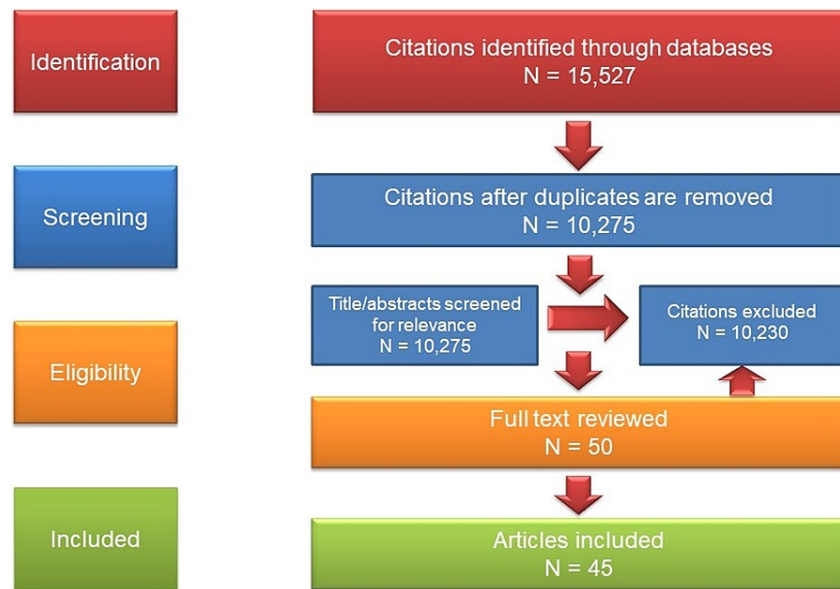 Identification
Citations identified through databases
N = 15,527
Screening
Citations after duplicates are removed
N = 10,275
Title/abstracts screened
for relevance
N = 10,275
Citations excluded
N = 10,230
Eligibility
Full text reviewed
N = 50
Included
Articles included
N = 45